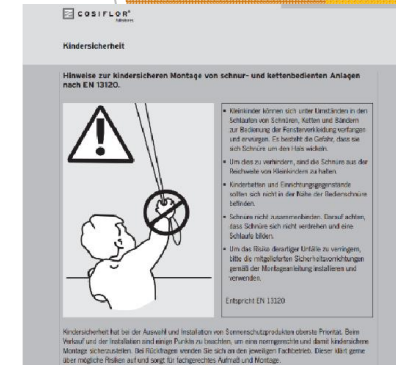 COSIFLOR®
Kindersicherheit
Hinweise zur kindersicheren Montage von schnur- und kettenbedienten Anlagen
nach EN 13120.
• Kleinkinder können sich unter Umständen in den
Schlaufen von Schnüren, Ketten und Bändern
zur Bedienung der Fensterverkleidung verfangen
und erwürgen. Es besteht die Gefahr, dass sie
sich Schnüre um den Hals wickeln.
• Um dies zu verhindern, sind die Schnüre aus der
Reichweite von Kleinkindern zu halten.
• Kinderbetten und Einrichtungsgegenstände
sollten sich nicht in der Nähe der Bedienschnüre
befinden.
• Schnüre nicht zusammenbinden. Darauf achten,
dass Schnüre sich nicht verdrehen und eine
Schlaufe bilden.
• Um das Risiko derartiger Unfälle zu verringern,
bitte die mitgelieferten Sicherheitsvorrichtungen
gemäß der Montageanleitung installieren und
verwenden.
Entspricht EN 13120
Kindersicherheit hat bei der Auswahl und Installation von Sonnenschutzprodukten oberste Priorität. Beim
Verkauf und der Installation sind einige Punkte zu beachten, um eine normgerechte und damit kindersichere
Montage sicherzustellen. Bei Rückfragen wenden Sie sich an den jeweiligen Fachbetrieb. Dieser klärt gerne
über mögliche Risiken auf und sorgt für fachgerechtes Aufmaß und Montage.